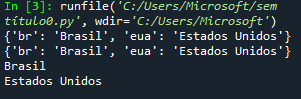 In [3]: runfile('C:/Users/Microsoft/sem
título0.py', wdir='C:/Users/Microsoft')
{'br': 'Brasil', 'eua': 'Estados Unidos'}
{'br': 'Brasil', 'eua': 'Estados Unidos'}
Brasil
Estados Unidos